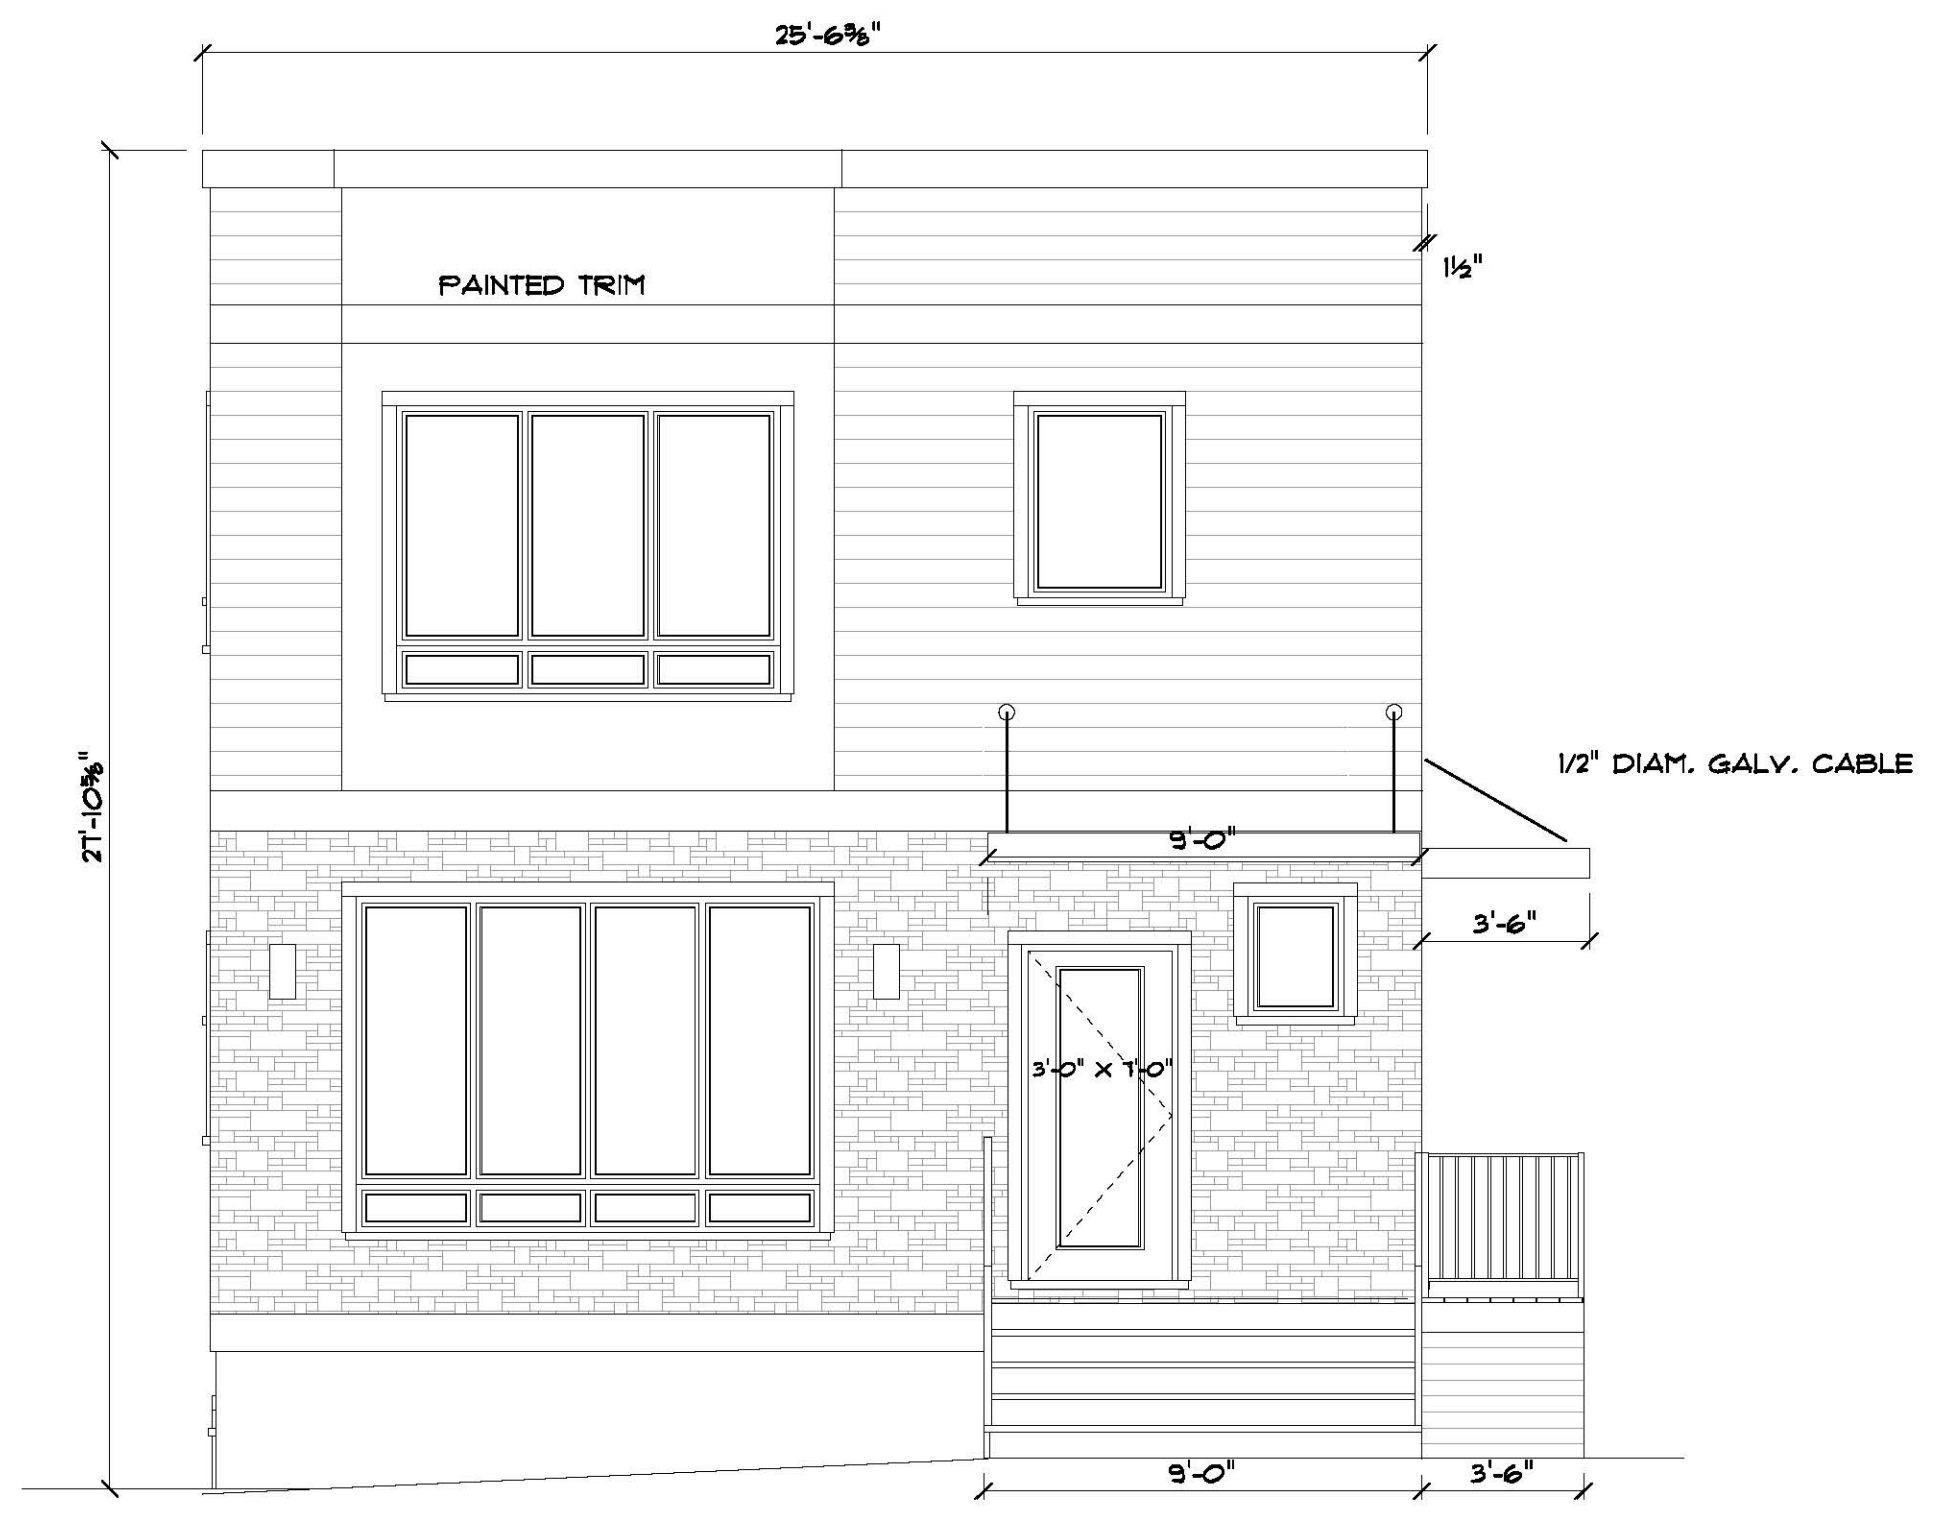 25'-6⅜"
1½"
PAINTED TRIM
27'-10⅝"
1/2" DIAM. GALV. CABLE
9'-0"
3'-6"
3'-0" X 7'-0"
9'-0"
3'-6"